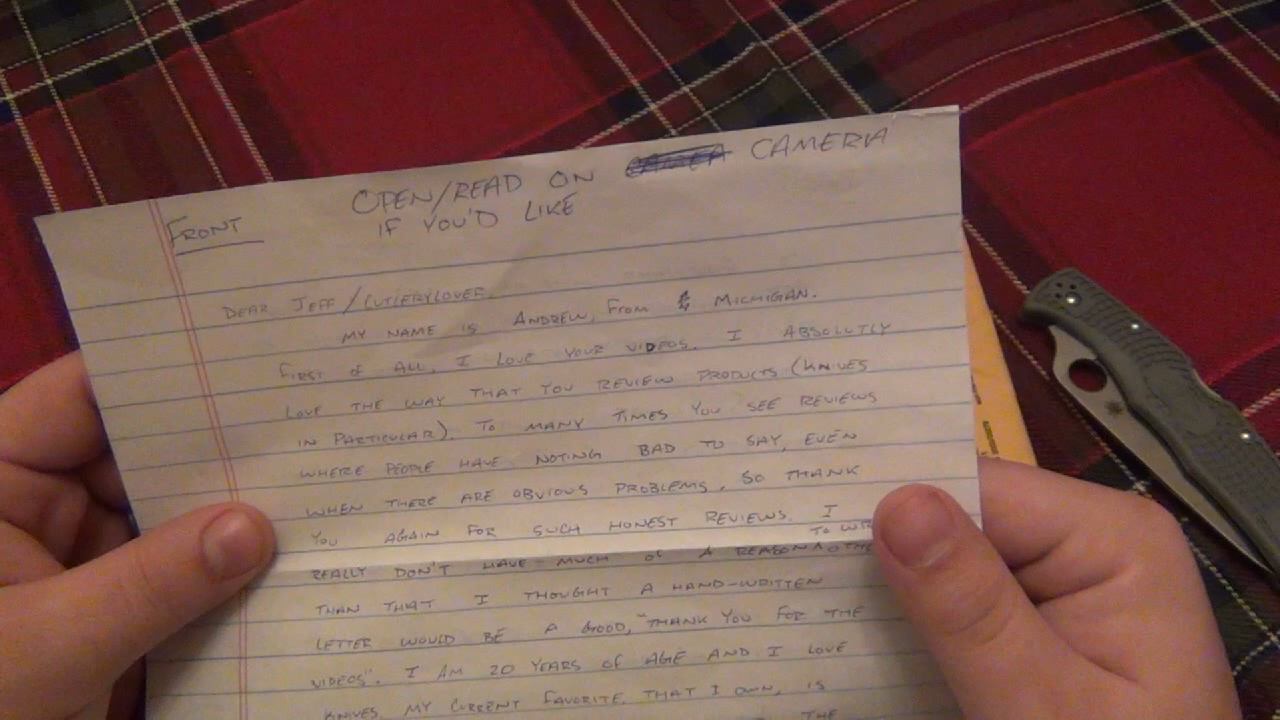 OPEN/READ ON CAMERA
IF YOU'D LIKE
FRONT
DEAR JEFF/CUTLERYLOVER.
MY NAME IS ANDREW, FROM MICHIGAN.
FIRST OF ALL, I LOVE YOUR VIDEOS. I ABSOLUTLY
LOVE THE WAY THAT YOU REVIEW PRODUCTS (KNIVES
IN PARTICULAR). TO MANY TIMES YOU SEE REVIEWS
WHERE PEOPLE HAVE NOTING BAD TO SAY, EVEN
WHEN THERE ARE OBVIOUS PROBLEMS. SO THANK
YOU AGAIN FOR SUCH HONEST REVIEWS. I
REALLY DON'T HAVE MUCH OF A REASON TO
THAN THAT I THOUGHT A HAND-WRITTEN
LETTER WOULD BE A GOOD, "THANK YOU FOR THE
VIDEOS". I AM 20 YEARS OF AGE AND I LOVE
KNIVES. MY CURRENT FAVORITE THAT I OWN, IS
THE